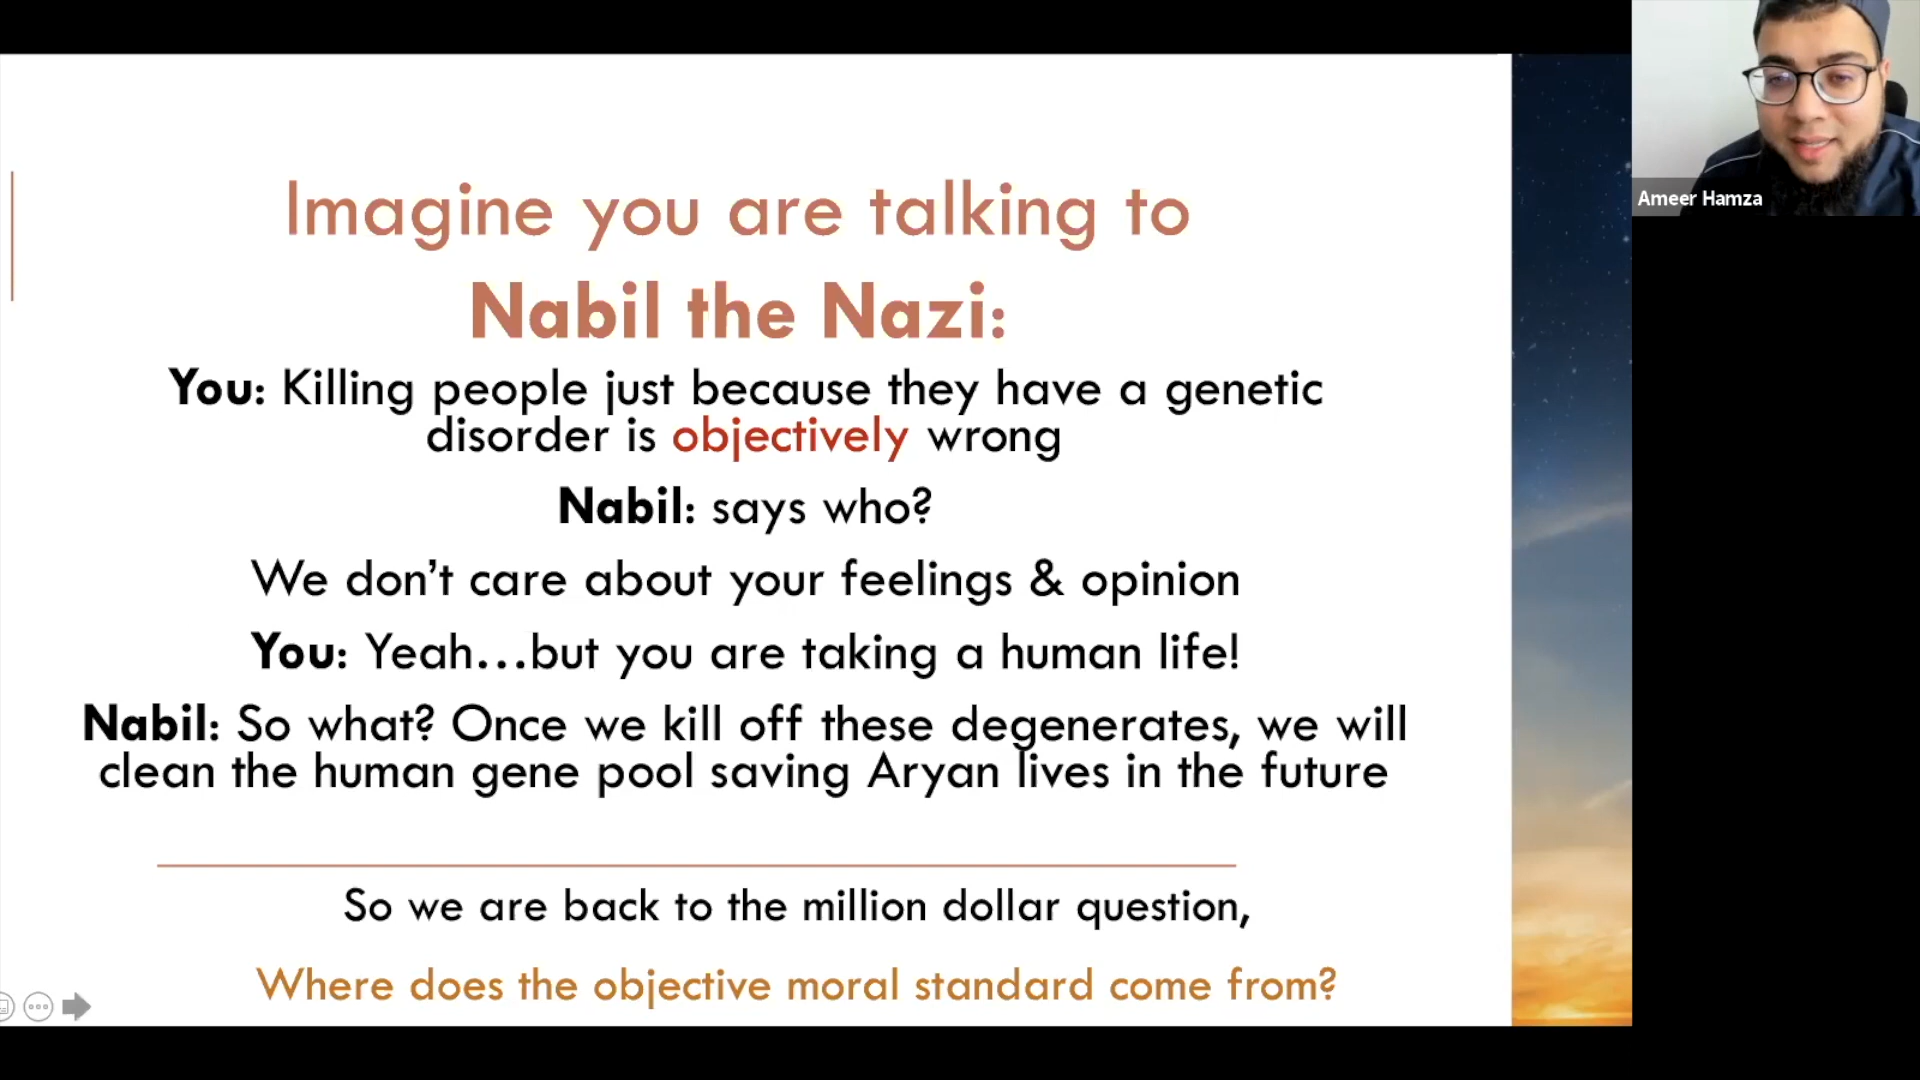 Imagine you are talking to
Nabil the Nazi:
You: Killing people just because they have a genetic
disorder is objectively wrong
Nabil: says who?
We don’t care about your feelings & opinion
You: Yeah…but you are taking a human life!
Nabil: So what? Once we kill off these degenerates, we will
clean the human gene pool saving Aryan lives in the future
So we are back to the million dollar question,
Where does the objective moral standard come from?
Ameer Hamza